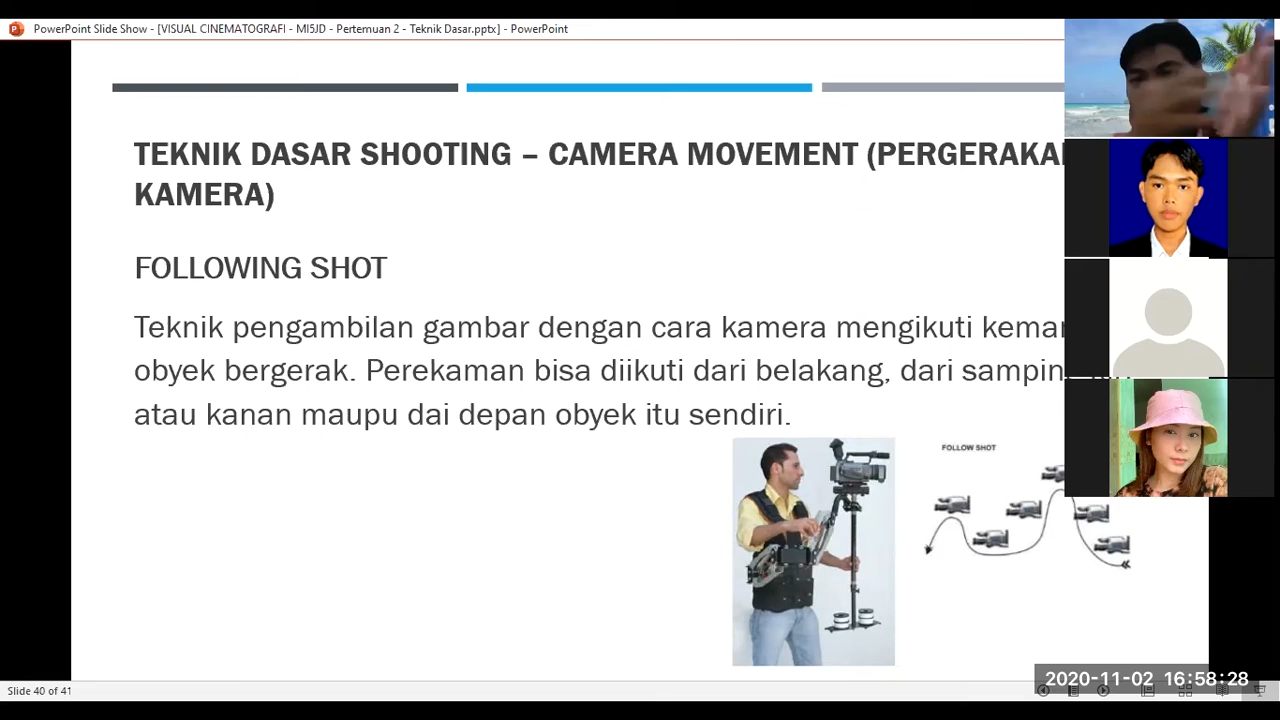 PowerPoint Slide Show - [VISUAL CINEMATOGRAFI - MI5JD - Pertemuan 2 - Teknik Dasar.pptx] - PowerPoint
TEKNIK DASAR SHOOTING – CAMERA MOVEMENT (PERGERAKA
KAMERA)
FOLLOWING SHOT
Teknik pengambilan gambar dengan cara kamera mengikuti keman
obyek bergerak. Perekaman bisa diikuti dari belakang, dari samping
atau kanan maupu dai depan obyek itu sendiri.
FOLLOW SHOT
2020-11-02 16:58:28
Slide 40 of 41